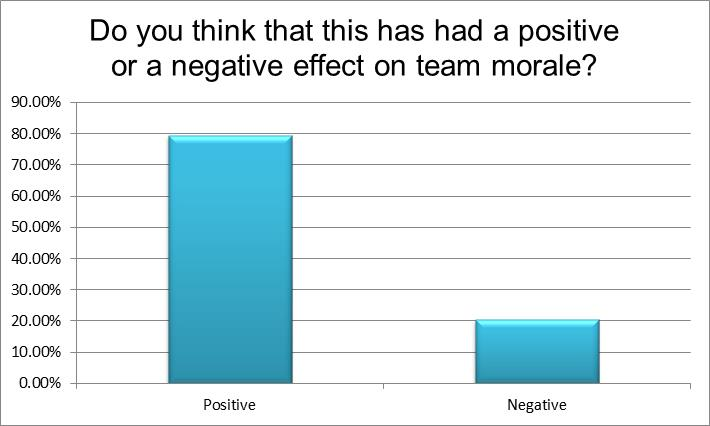 Do you think that this has had a positive
or a negative effect on team morale?
90.00%
80.00%
70.00%
60.00%
50.00%
40.00%
30.00%
20.00%
10.00%
0.00%
Positive
Negative